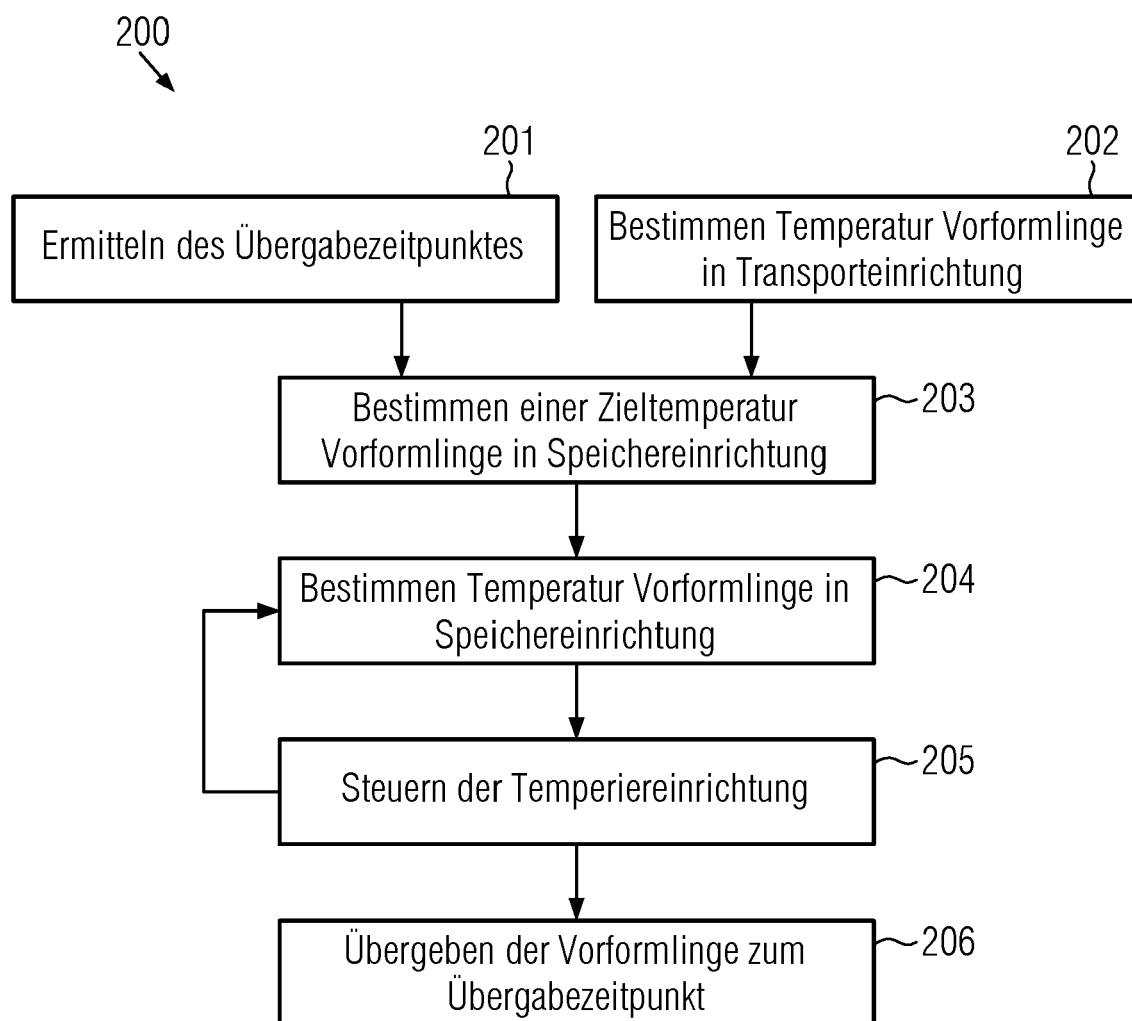 200
201
202
Ermitteln des Übergabezeitpunktes
Bestimmen Temperatur Vorformlinge
in Transporteinrichtung
203
Bestimmen einer Zieltemperatur
Vorformlinge in Speichereinrichtung
204
Bestimmen Temperatur Vorformlinge in
Speichereinrichtung
205
Steuern der Temperiereinrichtung
206
Übergeben der Vorformlinge zum
Übergabezeitpunkt